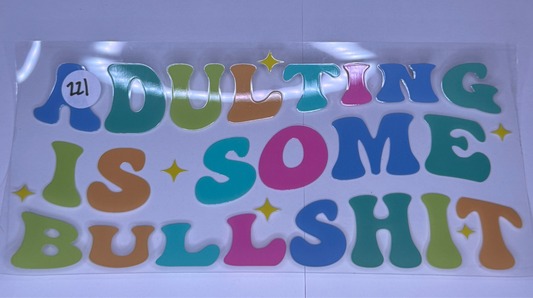 221
ADULTING
IS SOME
BULLSHIT